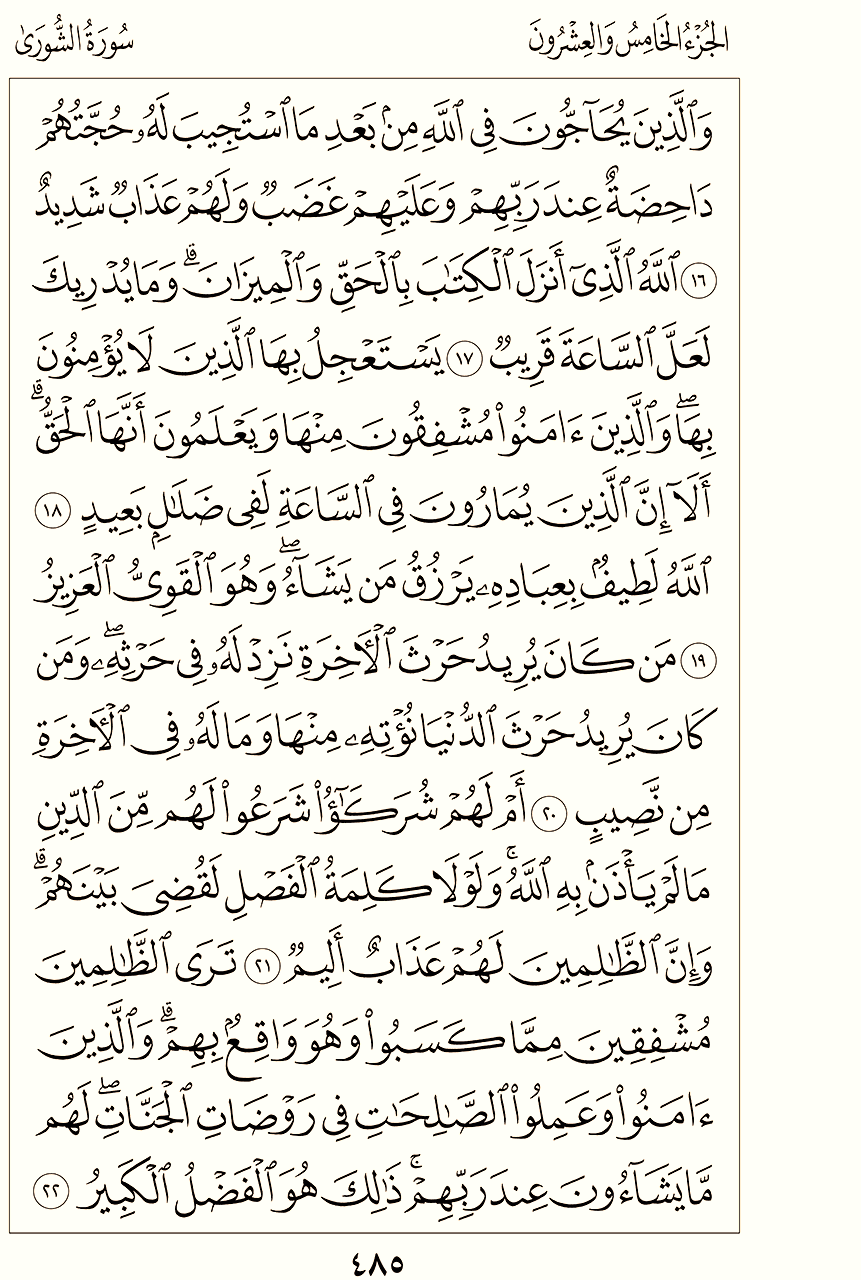 الجُزْءُ الخَامِسُ وَالعِشْرُونَ
سُورَةُ الشُّورَىٰ
وَٱلَّذِينَ يُحَآجُّونَ فِى ٱللَّهِ مِنۢ بَعْدِ مَا ٱسْتُجِيبَ لَهُۥ حُجَّتُهُمْ
دَاحِضَةٌ عِندَ رَبِّهِمْ وَعَلَيْهِمْ غَضَبٌ وَلَهُمْ عَذَابٌ شَدِيدٌ
١٦ ٱللَّهُ ٱلَّذِىٓ أَنزَلَ ٱلْكِتَٰبَ بِٱلْحَقِّ وَٱلْمِيزَانَ ۗ وَمَا يُدْرِيكَ
لَعَلَّ ٱلسَّاعَةَ قَرِيبٌ ١٧ يَسْتَعْجِلُ بِهَا ٱلَّذِينَ لَا يُؤْمِنُونَ
بِهَا ۖ وَٱلَّذِينَ ءَامَنُوا۟ مُشْفِقُونَ مِنْهَا وَيَعْلَمُونَ أَنَّهَا ٱلْحَقُّ ۗ
أَلَآ إِنَّ ٱلَّذِينَ يُمَارُونَ فِى ٱلسَّاعَةِ لَفِى ضَلَٰلٍۭ بَعِيدٍ ١٨
ٱللَّهُ لَطِيفٌۢ بِعِبَادِهِۦ يَرْزُقُ مَن يَشَآءُ ۖ وَهُوَ ٱلْقَوِىُّ ٱلْعَزِيزُ
١٩ مَن كَانَ يُرِيدُ حَرْثَ ٱلْءَاخِرَةِ نَزِدْ لَهُۥ فِى حَرْثِهِۦ ۖ وَمَن
كَانَ يُرِيدُ حَرْثَ ٱلدُّنْيَا نُؤْتِهِۦ مِنْهَا وَمَا لَهُۥ فِى ٱلْءَاخِرَةِ
مِن نَّصِيبٍ ٢٠ أَمْ لَهُمْ شُرَكَٰٓؤُا۟ شَرَعُوا۟ لَهُم مِّنَ ٱلدِّينِ
مَا لَمْ يَأْذَنۢ بِهِ ٱللَّهُ ۚ وَلَوْلَا كَلِمَةُ ٱلْفَصْلِ لَقُضِىَ بَيْنَهُمْ ۗ
وَإِنَّ ٱلظَّٰلِمِينَ لَهُمْ عَذَابٌ أَلِيمٌ ٢١ تَرَى ٱلظَّٰلِمِينَ
مُشْفِقِينَ مِمَّا كَسَبُوا۟ وَهُوَ وَاقِعٌۢ بِهِمْ ۗ وَٱلَّذِينَ
ءَامَنُوا۟ وَعَمِلُوا۟ ٱلصَّٰلِحَٰتِ فِى رَوْضَاتِ ٱلْجَنَّاتِ ۖ لَهُم
مَّا يَشَآءُونَ عِندَ رَبِّهِمْ ۚ ذَٰلِكَ هُوَ ٱلْفَضْلُ ٱلْكَبِيرُ ٢٢
٤٨٥